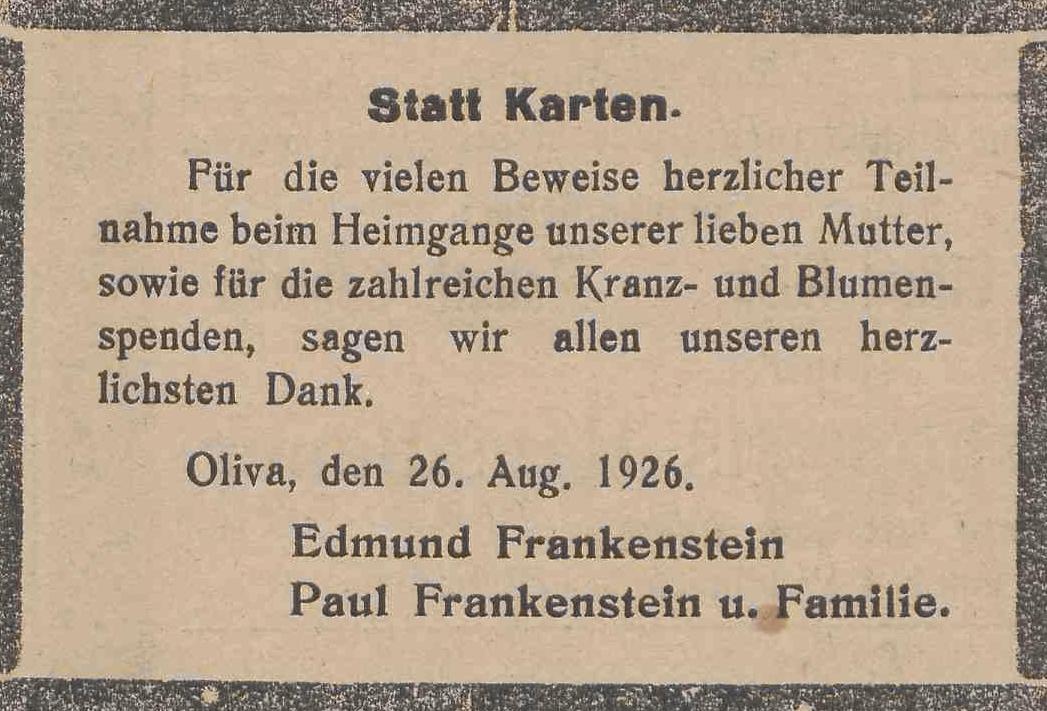 Statt Karten.
Für die vielen Beweise herzlicher Teil-
nahme beim Heimgange unserer lieben Mutter,
sowie für die zahlreichen Kranz- und Blumen-
spenden, sagen wir allen unseren herz-
lichsten Dank.
Oliva, den 26. Aug. 1926.
Edmund Frankenstein
Paul Frankenstein u. Familie.